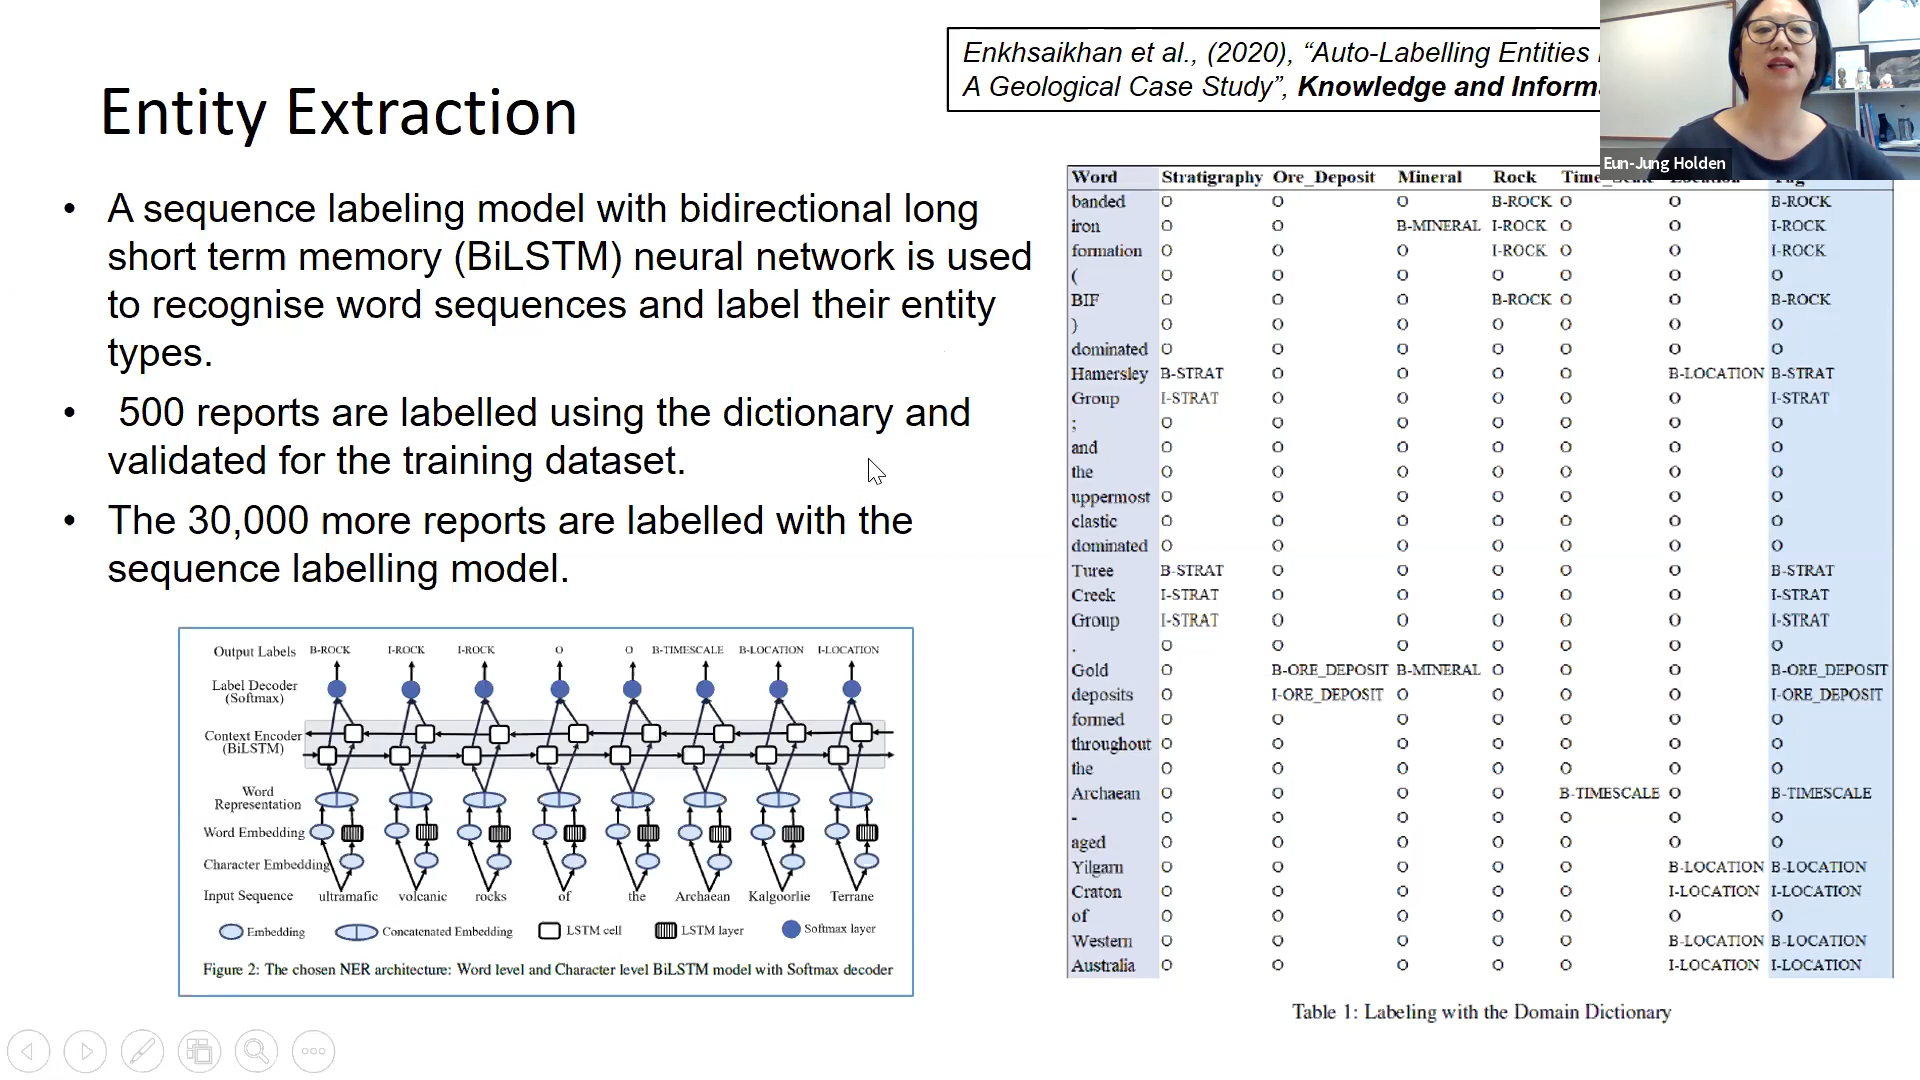 Enkhsaikhan et al., (2020), “Auto-Labelling Entities
A Geological Case Study”, Knowledge and Inform
Eun-Jung Holden
Entity Extraction
• A sequence labeling model with bidirectional long
short term memory (BiLSTM) neural network is used
to recognise word sequences and label their entity
types.
• 500 reports are labelled using the dictionary and
validated for the training dataset.
• The 30,000 more reports are labelled with the
sequence labelling model.
Output Labels B-ROCK I-ROCK I-ROCK O O B-TIMESCALE B-LOCATION I-LOCATION
Label Decoder
(Softmax)
Context Encoder
(BiLSTM)
Word
Representation
Word Embedding
Character Embedding
Input Sequence ultramafic volcanic rocks of the Archaean Kalgoorlie Terrane
Embedding Concatenated Embedding LSTM cell LSTM layer Softmax layer
Figure 2: The chosen NER architecture: Word level and Character level BiLSTM model with Softmax decoder
Word Stratigraphy Ore_Deposit Mineral Rock
banded O O O B-ROCK O O B-ROCK
iron O O B-MINERAL I-ROCK O O I-ROCK
formation O O O I-ROCK O O I-ROCK
( O O O O O O O
BIF O O O B-ROCK O O B-ROCK
) O O O O O O O
dominated O O O O O O O
Hamersley B-STRAT O O O O B-LOCATION B-STRAT
Group I-STRAT O O O O O I-STRAT
; O O O O O O O
and O O O O O O O
the O O O O O O O
uppermost O O O O O O O
clastic O O O O O O O
dominated O O O O O O O
Turee B-STRAT O O O O O B-STRAT
Creek I-STRAT O O O O O I-STRAT
Group I-STRAT O O O O O I-STRAT
. O O O O O O O
Gold O B-ORE_DEPOSIT B-MINERAL O O O B-ORE_DEPOSIT
deposits O I-ORE_DEPOSIT O O O O I-ORE_DEPOSIT
formed O O O O O O O
throughout O O O O O O O
the O O O O O O O
Archaean O O O O B-TIMESCALE O B-TIMESCALE
- O O O O O O O
aged O O O O O O O
Yilgarn O O O O O B-LOCATION B-LOCATION
Craton O O O O O I-LOCATION I-LOCATION
of O O O O O O O
Western O O O O O B-LOCATION B-LOCATION
Australia O O O O O I-LOCATION I-LOCATION
Table 1: Labeling with the Domain Dictionary